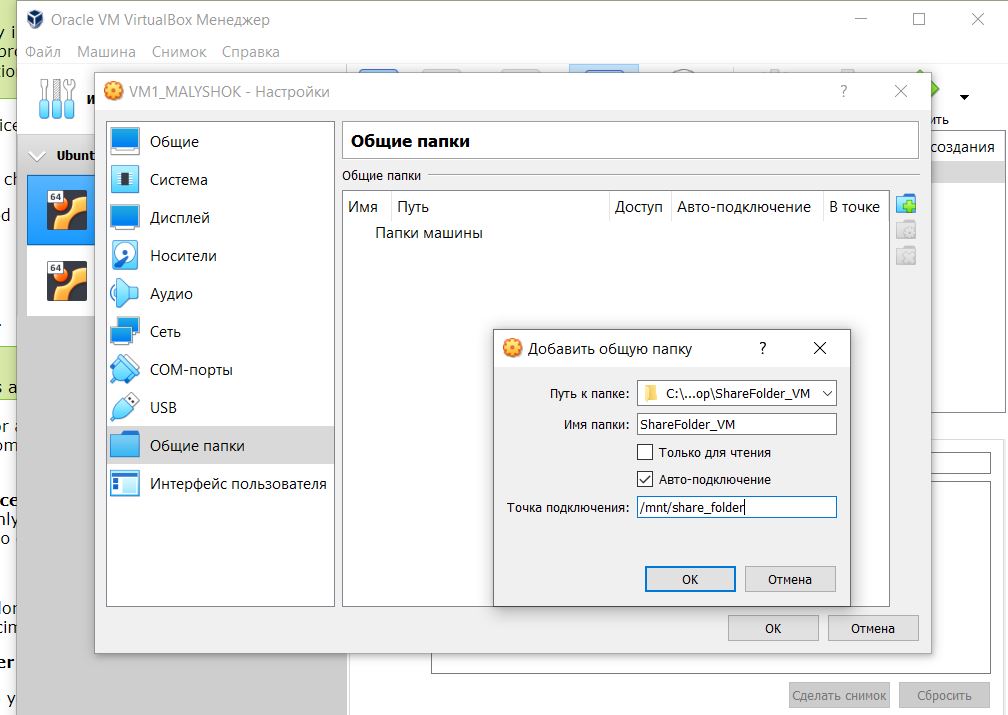 Oracle VM VirtualBox Менеджер
Файл Машина Снимок Справка
VM1_MALYSHOK - Настройки ?
создания
Ubunt
64
64
Общие
Система
Дисплей
Носители
Аудио
Сеть
COM-порты
USB
Общие папки
Интерфейс пользователя
Общие папки
Общие папки
Имя Путь Доступ Авто-подключение В точке
Папки машины
Добавить общую папку ?
Путь к папке: C:\...op\ShareFolder_VM
Имя папки: ShareFolder_VM
Только для чтения
Авто-подключение
Точка подключения: /mnt/share_folder
OK Отмена
OK Отмена
Сделать снимок Сбросить